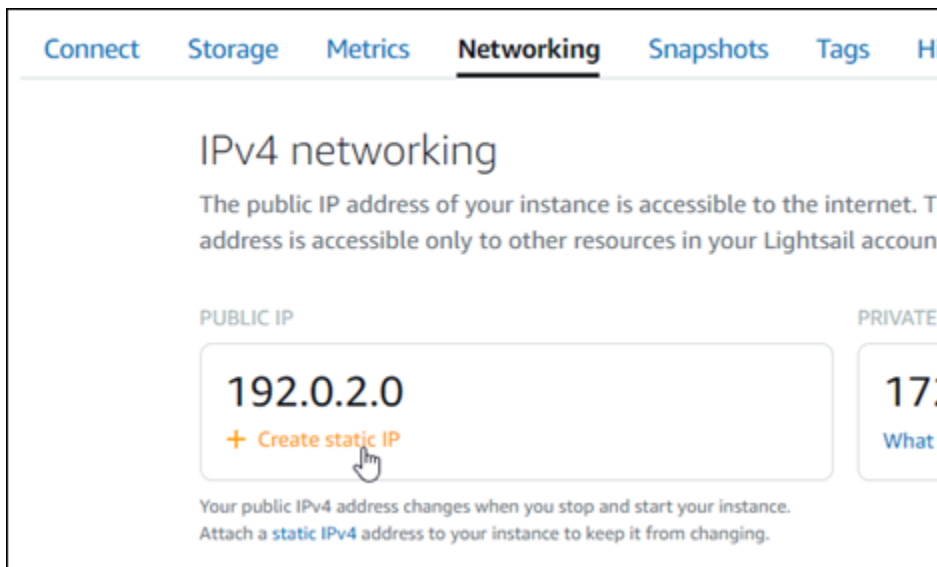 Connect Storage Metrics Networking Snapshots Tags
IPv4 networking
The public IP address of your instance is accessible to the internet. T
address is accessible only to other resources in your Lightsail accoun
PUBLIC IP PRIVATE
192.0.2.0 172
+ Create static IP What
Your public IPv4 address changes when you stop and start your instance.
Attach a static IPv4 address to your instance to keep it from changing.